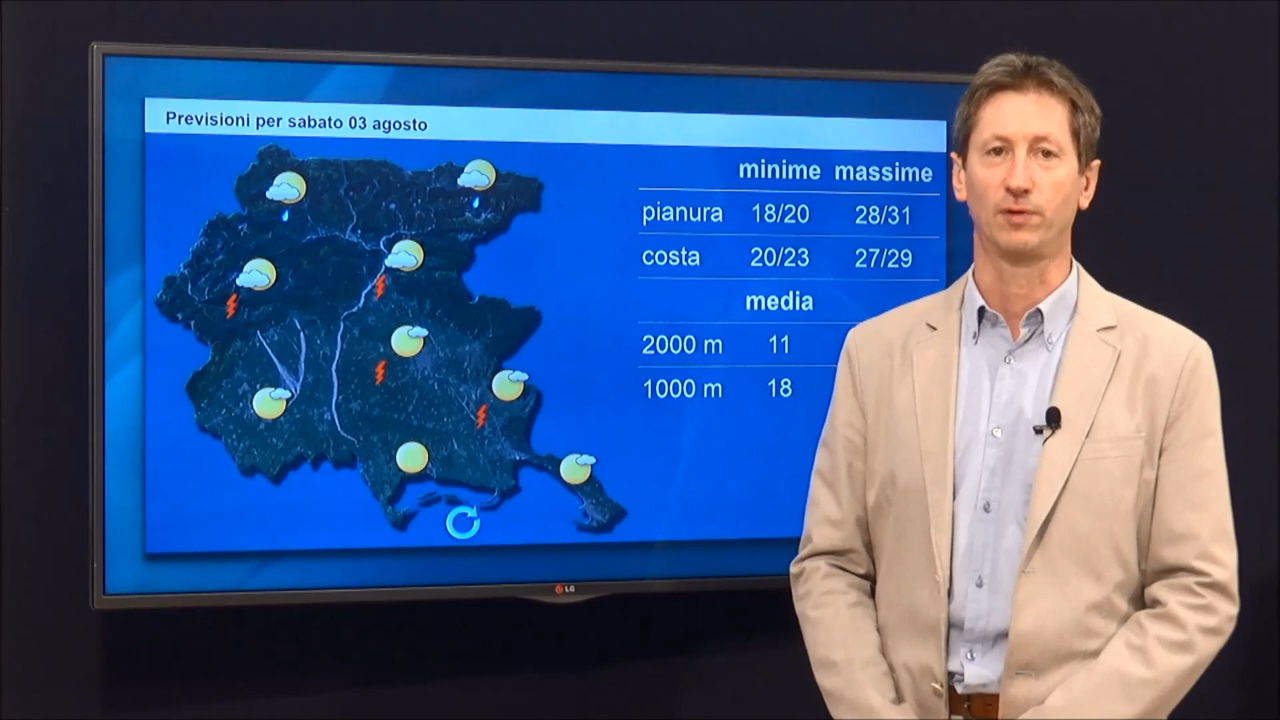 Previsioni per sabato 03 agosto
minime massime
pianura 18/20 28/31
costa 20/23 27/29
media
2000 m 11
1000 m 18
LG